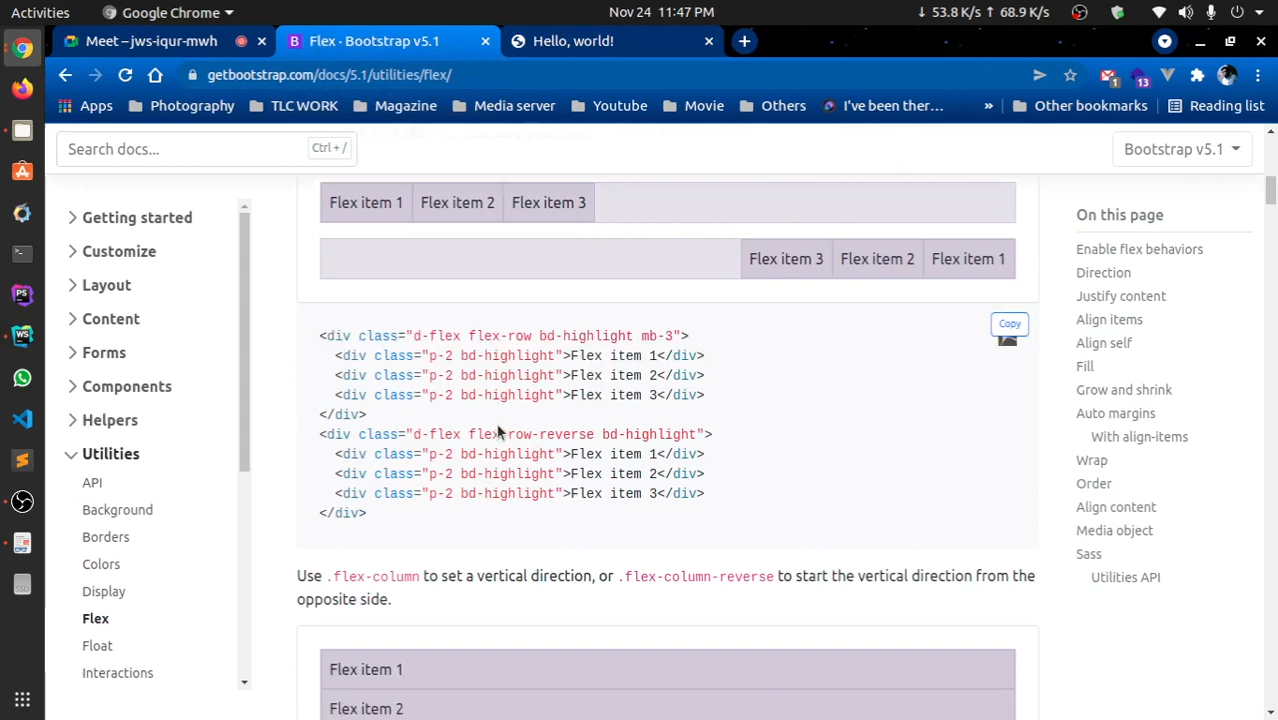 Activities
Google Chrome
Nov 24 11:47 PM
↓ 53.8 K/s ↑ 68.9 K/s
Meet – jws-iqur-mwh
Flex · Bootstrap v5.1
Hello, world!
getbootstrap.com/docs/5.1/utilities/flex/
1
13
Apps
Photography
TLC WORK
Magazine
Media server
Youtube
Movie
Others
I've been ther…
»
Other bookmarks
Reading list
Search docs...
Ctrl + /
Bootstrap v5.1
Getting started
Customize
Layout
Content
Forms
Components
Helpers
Utilities
API
Background
Borders
Colors
Display
Flex
Float
Interactions
Flex item 1 Flex item 2 Flex item 3
Flex item 3 Flex item 2 Flex item 1
Copy
<div class="d-flex flex-row bd-highlight mb-3">
<div class="p-2 bd-highlight">Flex item 1</div>
<div class="p-2 bd-highlight">Flex item 2</div>
<div class="p-2 bd-highlight">Flex item 3</div>
</div>
<div class="d-flex flex-row-reverse bd-highlight">
<div class="p-2 bd-highlight">Flex item 1</div>
<div class="p-2 bd-highlight">Flex item 2</div>
<div class="p-2 bd-highlight">Flex item 3</div>
</div>
Use .flex-column to set a vertical direction, or .flex-column-reverse to start the vertical direction from the
opposite side.
Flex item 1
Flex item 2
On this page
Enable flex behaviors
Direction
Justify content
Align items
Align self
Fill
Grow and shrink
Auto margins
With align-items
Wrap
Order
Align content
Media object
Sass
Utilities API